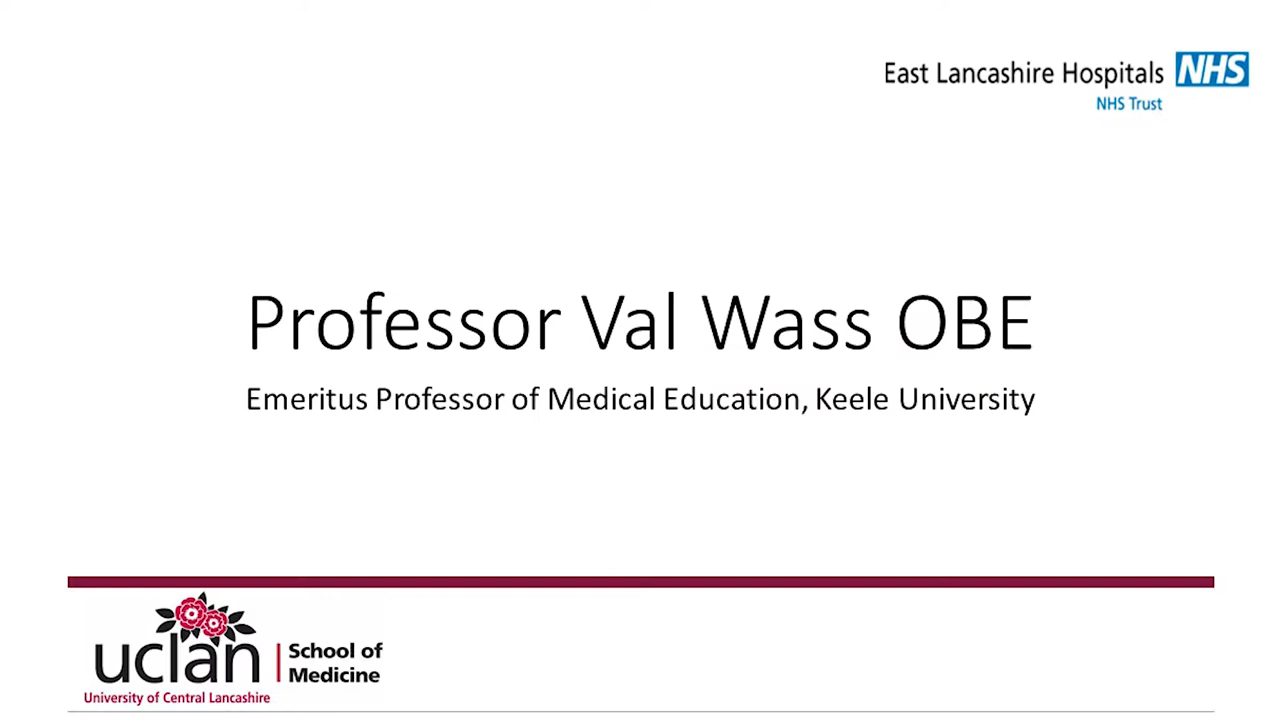 East Lancashire Hospitals NHS
NHS Trust
Professor Val Wass OBE
Emeritus Professor of Medical Education, Keele University
uclan
School of
Medicine
University of Central Lancashire